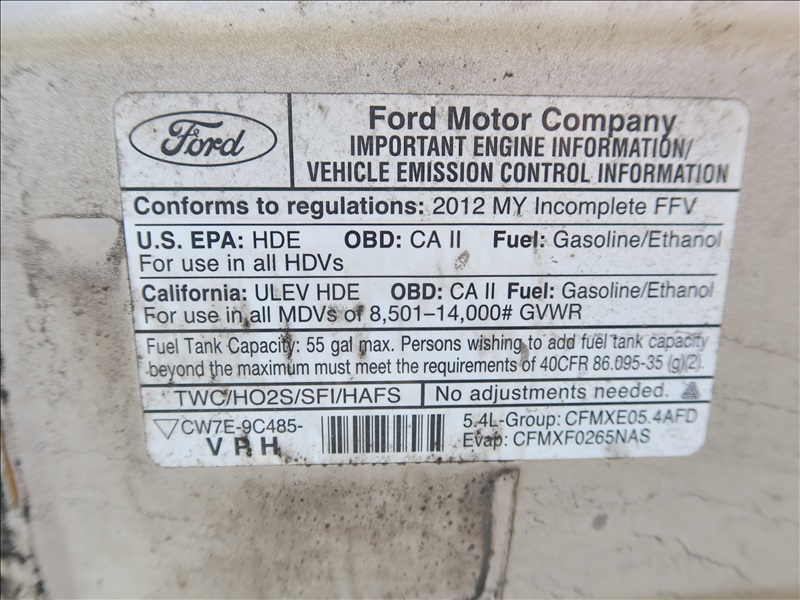 Ford
Ford Motor Company
IMPORTANT ENGINE INFORMATION/
VEHICLE EMISSION CONTROL INFORMATION
Conforms to regulations: 2012 MY Incomplete FFV
U.S. EPA: HDE OBD: CA II Fuel: Gasoline/Ethanol
For use in all HDVs
California: ULEV HDE OBD: CA II Fuel: Gasoline/Ethanol
For use in all MDVs of 8,501–14,000# GVWR
Fuel Tank Capacity: 55 gal max. Persons wishing to add fuel tank capacity
beyond the maximum must meet the requirements of 40CFR 86.095-35 (g)(2).
TWC/HO2S/SFI/HAFS No adjustments needed.
CW7E-9C485-
V R H
5.4L-Group: CFMXE05.4AFD
Evap: CFMXF0265NAS